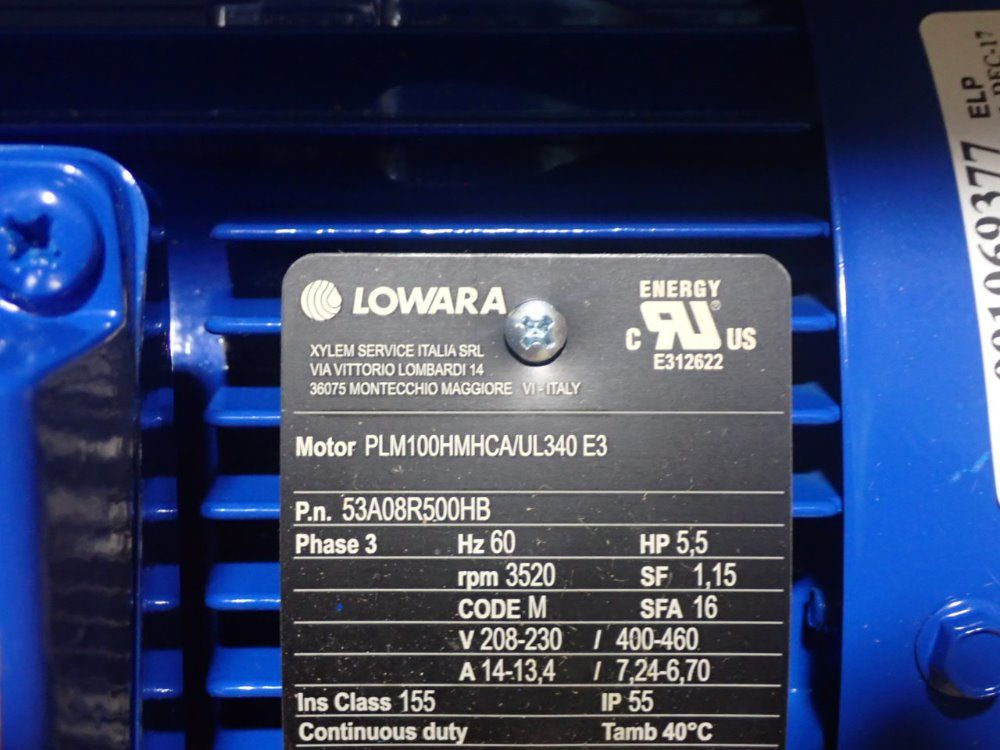 LOWARA
ENERGY
C RU® US
E312622
XYLEM SERVICE ITALIA SRL
VIA VITTORIO LOMBARDI 14
36075 MONTECCHIO MAGGIORE VI - ITALY
Motor PLM100HMHCA/UL340 E3
P.n. 53A08R500HB
Phase 3 Hz 60 HP 5,5
rpm 3520 SF 1,15
CODE M SFA 16
V 208-230 / 400-460
A 14-13,4 / 7,24-6,70
Ins Class 155 IP 55
Continuous duty Tamb 40°C
ELP